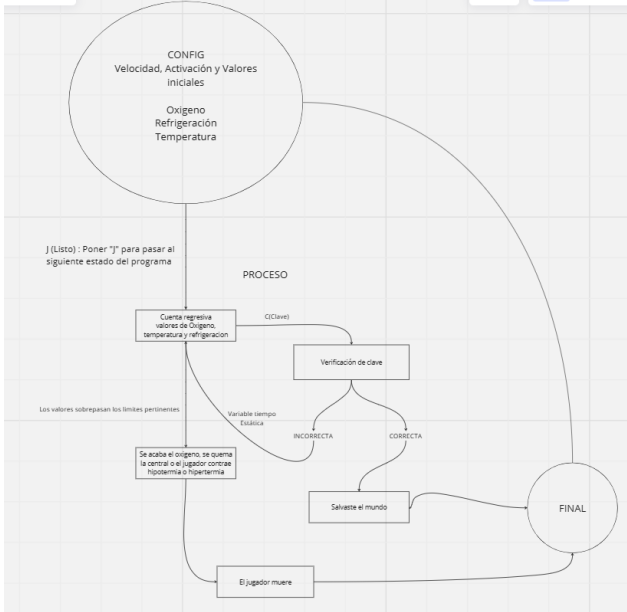 CONFIG
Velocidad, Activación y Valores
iniciales
Oxigeno
Refrigeración
Temperatura
J (Listo) : Poner "J" para pasar al
siguiente estado del programa
PROCESO
Cuenta regresiva
valores de Oxigeno,
temperatura y refrigeracion
C(Clave)
Verificación de clave
Los valores sobrepasan los limites pertinentes
Variable tiempo
Estática
INCORRECTA
CORRECTA
Se acaba el oxigeno, se quema
la central o el jugador contrae
hipotermia o hipertermia
Salvaste el mundo
FINAL
El jugador muere